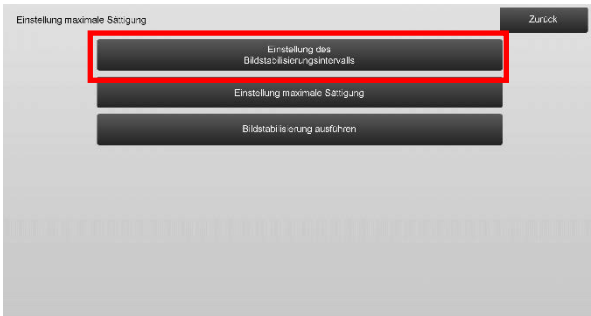 Einstellung maximale Sättigung
Zurück
Einstellung des
Bildstabilisierungsintervalls
Einstellung maximale Sättigung
Bildstabilisierung ausführen